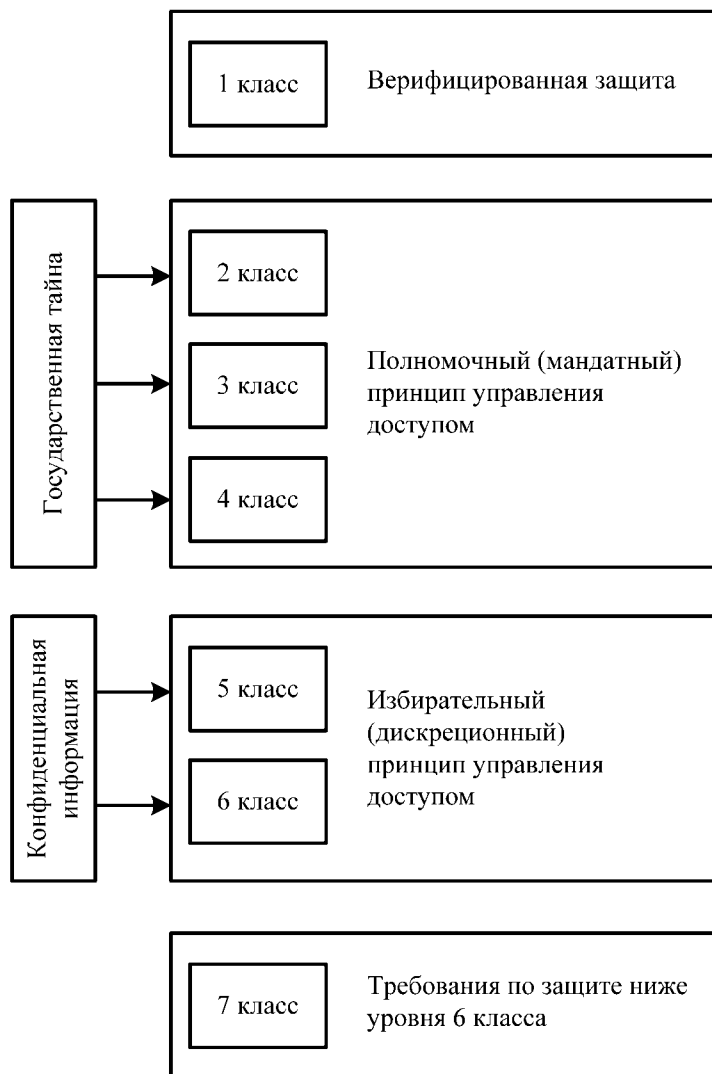 1 класс
Верифицированная защита
Государственная тайна
2 класс
3 класс
4 класс
Полномочный (мандатный)
принцип управления
доступом
Конфиденциальная
информация
5 класс
6 класс
Избирательный
(дискреционный)
принцип управления
доступом
7 класс
Требования по защите ниже
уровня 6 класса